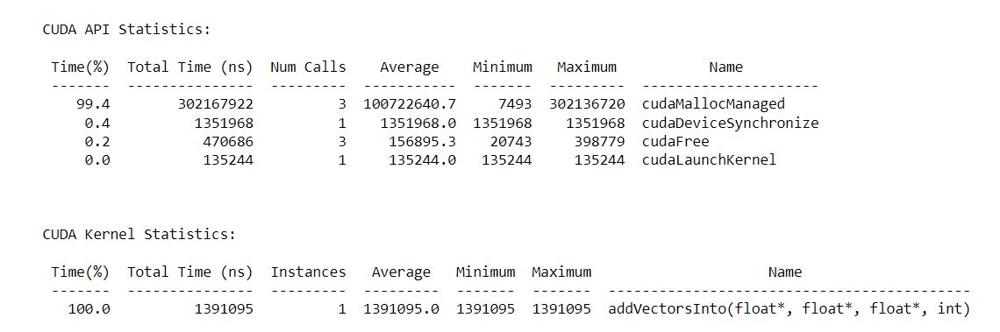 CUDA API Statistics:
Time(%) Total Time (ns) Num Calls Average Minimum Maximum Name
------- --------------- --------- ----------- ------- --------- ---------------------
99.4 302167922 3 100722640.7 7493 302136720 cudaMallocManaged
0.4 1351968 1 1351968.0 1351968 1351968 cudaDeviceSynchronize
0.2 470686 3 156895.3 20743 398779 cudaFree
0.0 135244 1 135244.0 135244 135244 cudaLaunchKernel
CUDA Kernel Statistics:
Time(%) Total Time (ns) Instances Average Minimum Maximum Name
------- --------------- --------- --------- ------- ------- -------------------------------------------
100.0 1391095 1 1391095.0 1391095 1391095 addVectorsInto(float*, float*, float*, int)